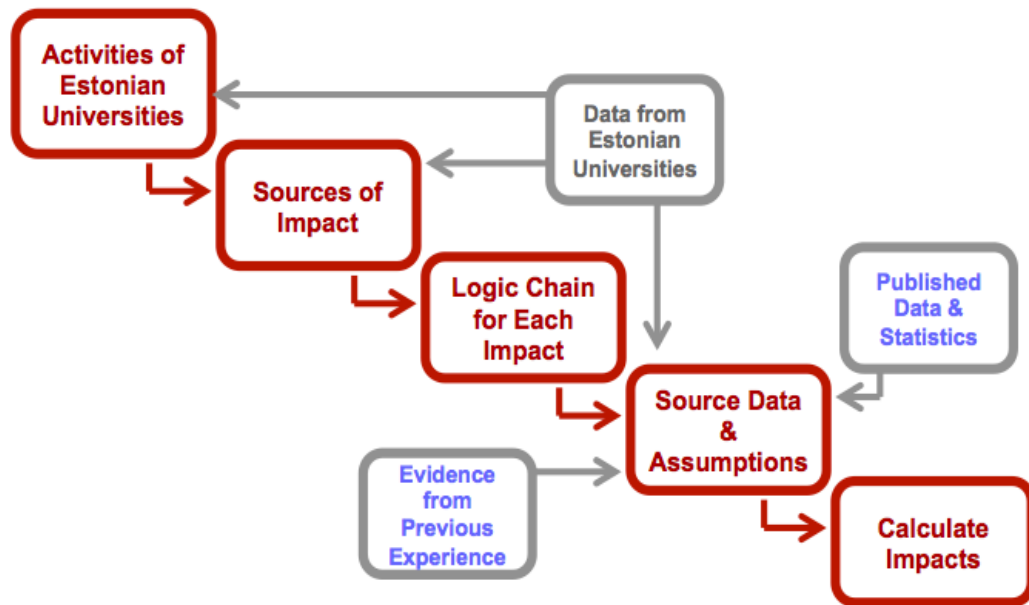 Activities of
Estonian
Universities
Data from
Estonian
Universities
Sources of
Impact
Logic Chain
for Each
Impact
Published
Data &
Statistics
Source Data
&
Assumptions
Evidence
from
Previous
Experience
Calculate
Impacts